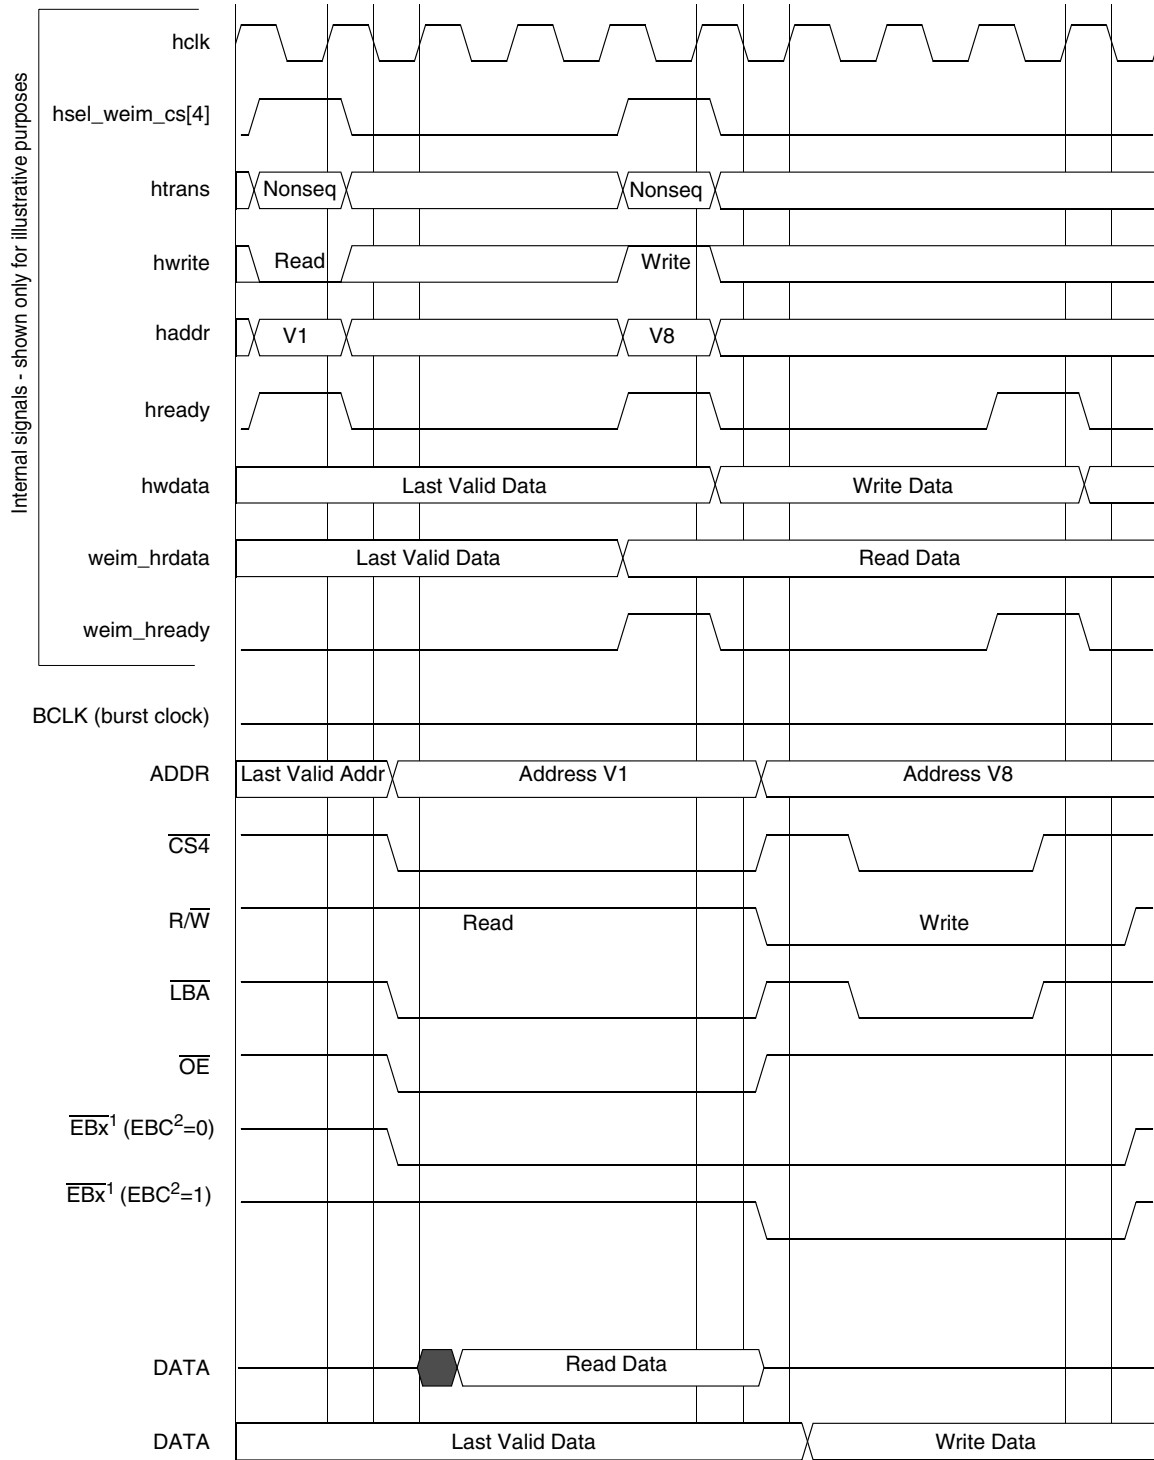 Internal signals - shown only for illustrative purposes
hclk
hsel_weim_cs[4]
htrans Nonseq Nonseq
hwrite Read Write
haddr V1 V8
hready
hwdata Last Valid Data Write Data
weim_hrdata Last Valid Data Read Data
weim_hready
BCLK (burst clock)
ADDR Last Valid Addr Address V1 Address V8
CS4
R/W Read Write
LBA
OE
EBx¹ (EBC²=0)
EBx¹ (EBC²=1)
DATA Read Data
DATA Last Valid Data Write Data